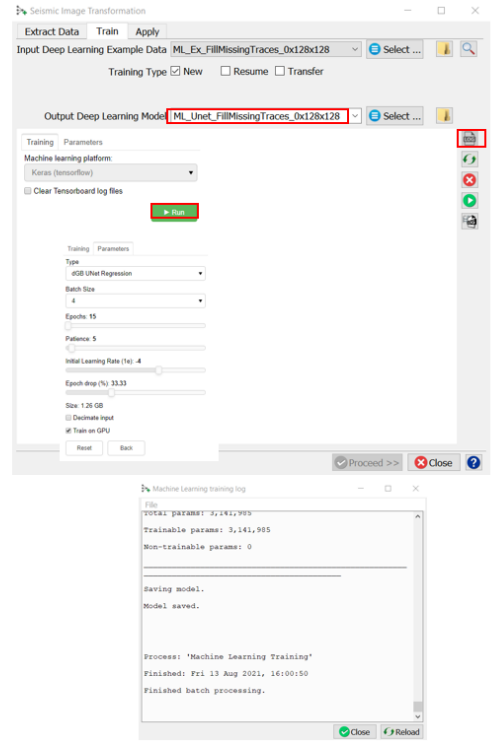 Seismic Image Transformation
Extract Data Train Apply
Input Deep Learning Example Data ML_Ex_FillMissingTraces_0x128x128 Select ...
Training Type New Resume Transfer
Output Deep Learning Model ML_Unet_FillMissingTraces_0x128x128 Select ...
Training Parameters
Machine learning platform:
Keras (tensorflow)
Clear Tensorboard log files
Run
Training Parameters
Type
dGB UNet Regression
Batch Size
4
Epochs: 15
Patience: 5
Initial Learning Rate (1e): -4
Epoch drop (%): 33.33
Size: 1.26 GB
Decimate input
Train on GPU
Reset Back
Proceed >> Close ?
Machine Learning training log
File
Total params: 3,141,985
Trainable params: 3,141,985
Non-trainable params: 0
Saving model.
Model saved.
Process: 'Machine Learning Training'
Finished: Fri 13 Aug 2021, 16:00:50
Finished batch processing.
Close Reload